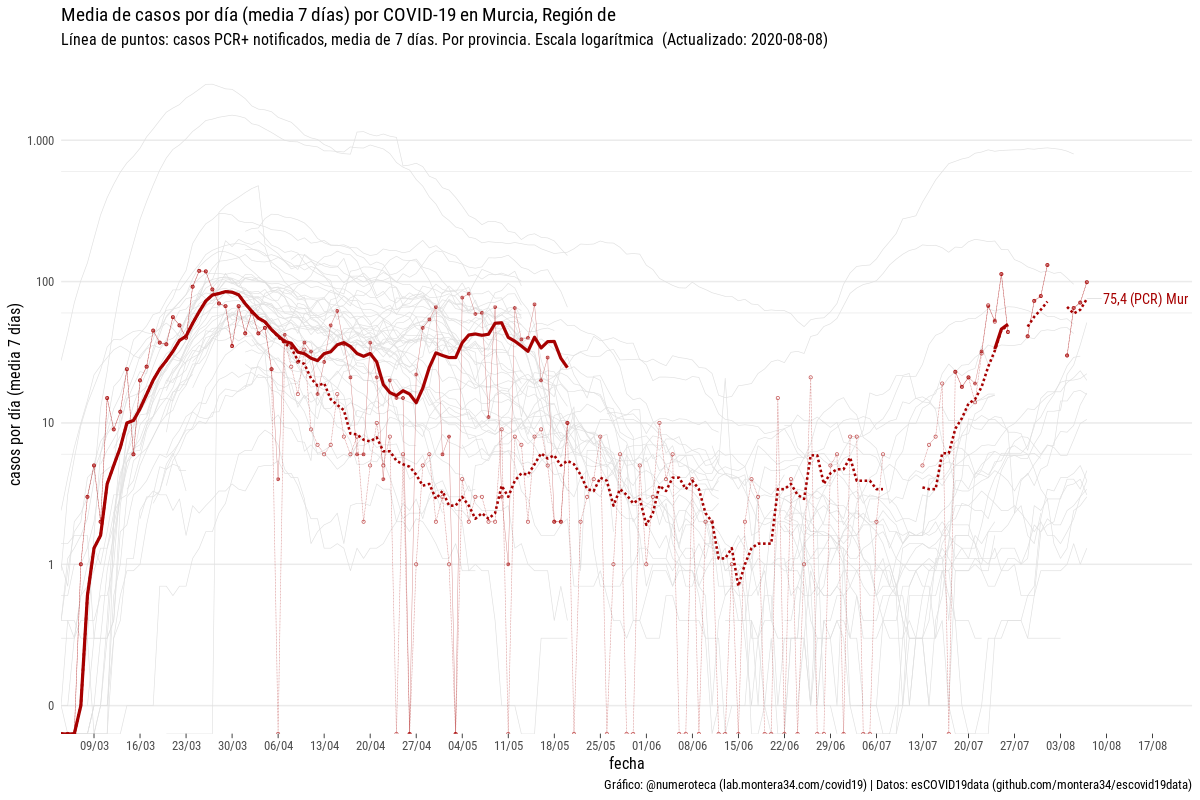 Media de casos por día (media 7 días) por COVID-19 en Murcia, Región de
Línea de puntos: casos PCR+ notificados, media de 7 días. Por provincia. Escala logarítmica  (Actualizado: 2020-08-08)
casos por día (media 7 días)
1.000
100
10
1
0
75,4 (PCR) Mur
09/03 16/03 23/03 30/03 06/04 13/04 20/04 27/04 04/05 11/05 18/05 25/05 01/06 08/06 15/06 22/06 29/06 06/07 13/07 20/07 27/07 03/08 10/08 17/08
fecha
Gráfico: @numeroteca (lab.montera34.com/covid19) | Datos: esCOVID19data (github.com/montera34/escovid19data)